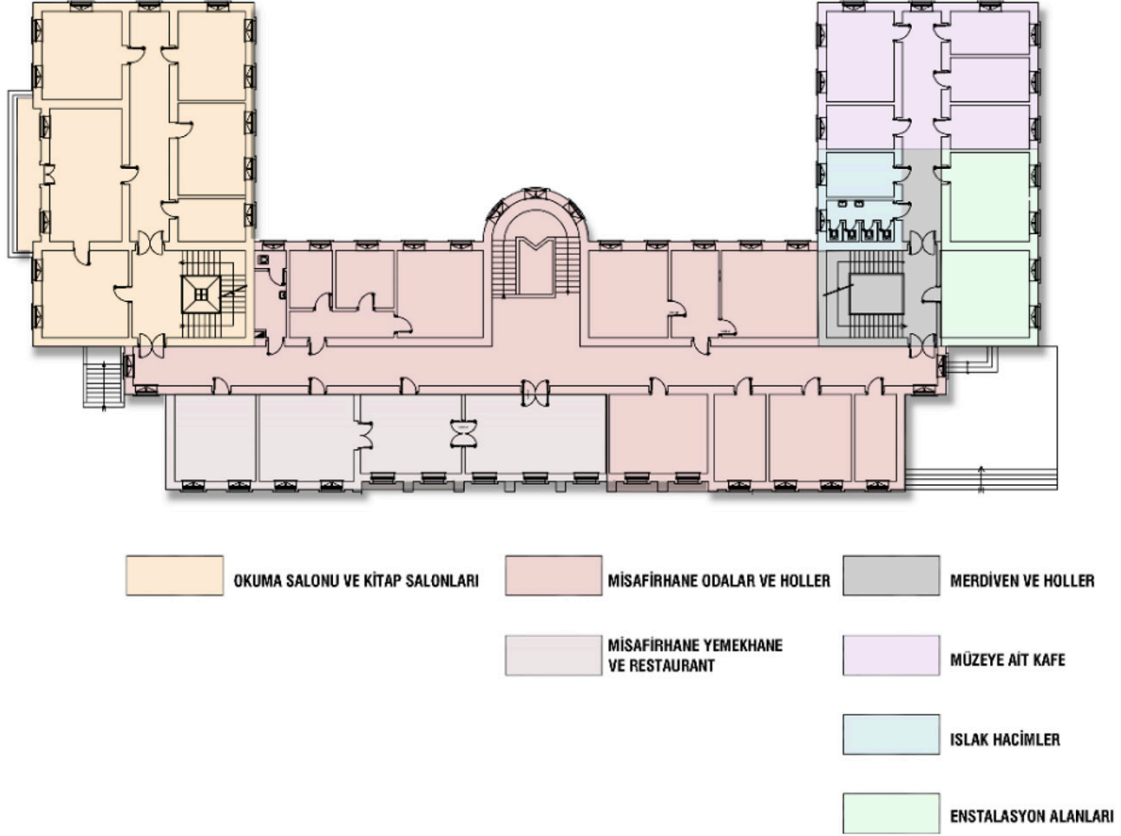 OKUMA SALONU VE KİTAP SALONLARI
MİSAFİRHANE ODALAR VE HOLLER
MERDİVEN VE HOLLER
MİSAFİRHANE YEMEKHANE
VE RESTAURANT
MÜZEYE AİT KAFE
ISLAK HACİMLER
ENSTALASYON ALANLARI